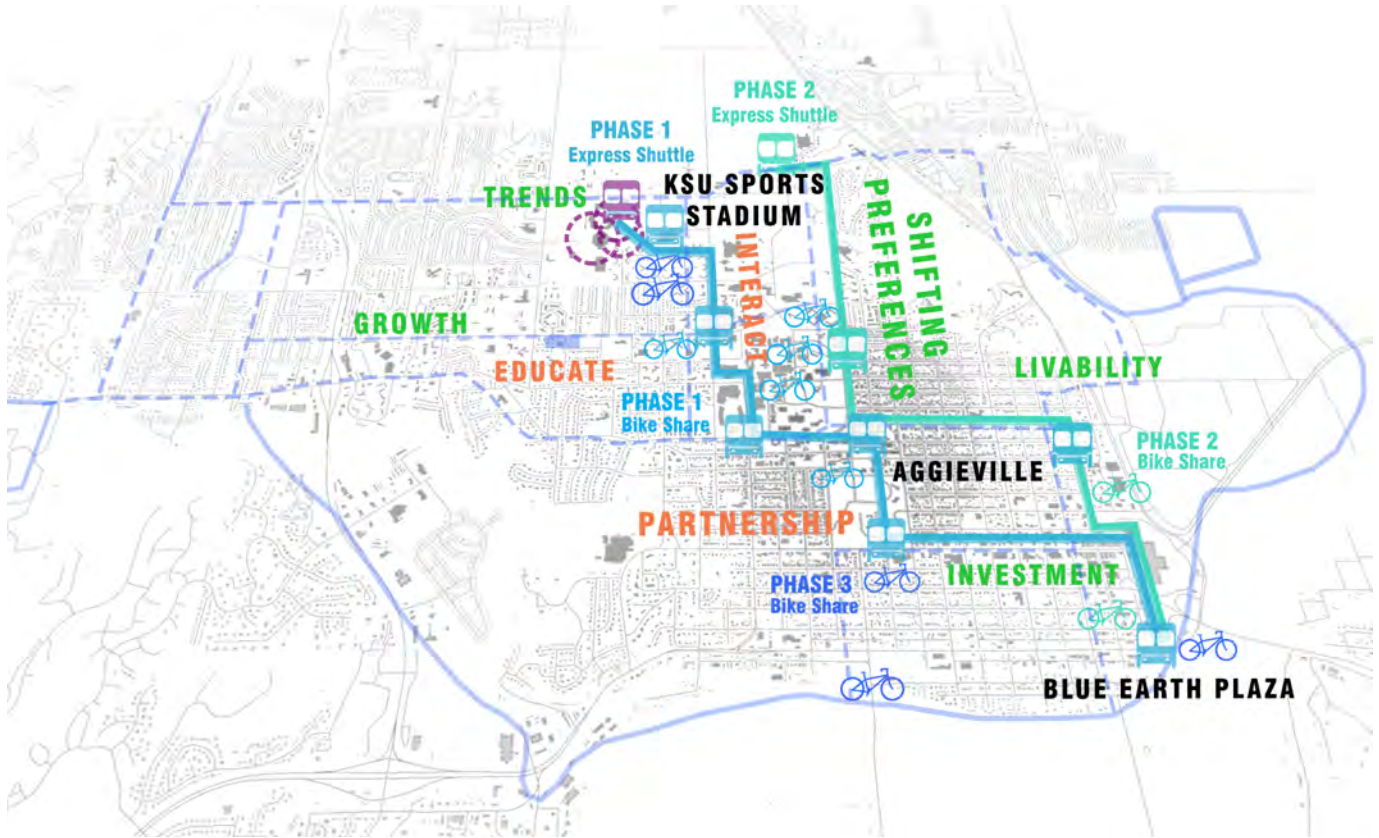 PHASE 2
Express Shuttle
PHASE 1
Express Shuttle
TRENDS
KSU SPORTS
STADIUM
INTERACT
SHIFTING
PREFERENCES
GROWTH
EDUCATE
LIVABILITY
PHASE 1
Bike Share
PHASE 2
Bike Share
AGGIEVILLE
PARTNERSHIP
PHASE 3
Bike Share
INVESTMENT
BLUE EARTH PLAZA